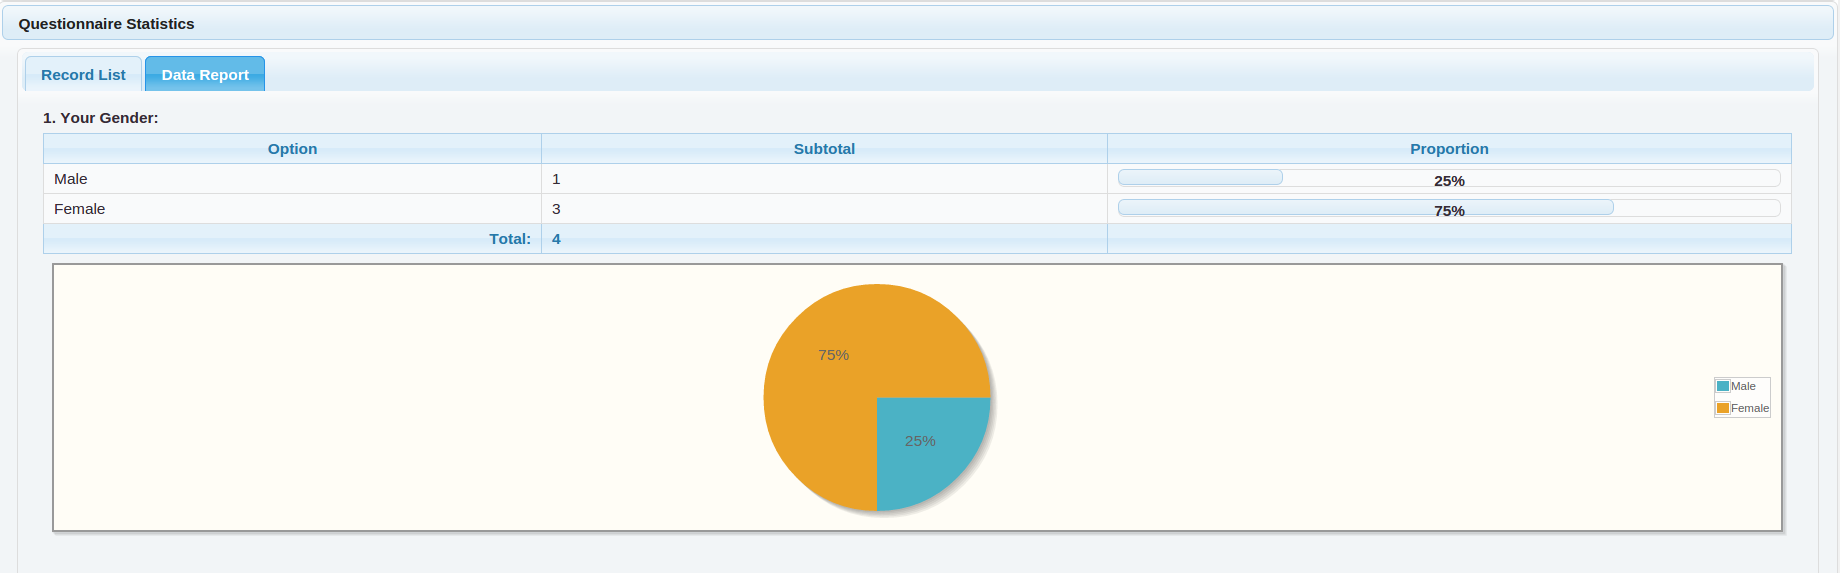 Questionnaire Statistics
Record List Data Report
1. Your Gender:
Option Subtotal Proportion
Male 1 25%
Female 3 75%
Total: 4
75%
25%
Male
Female